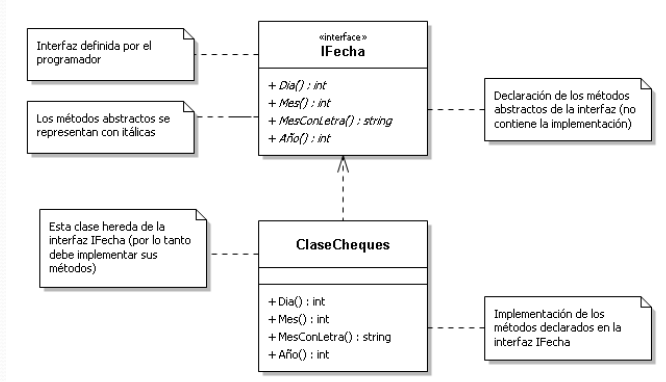 Interfaz definida por el
programador
«interface»
IFecha
+ Dia() : int
+ Mes() : int
+ MesConLetra() : string
+ Año() : int
Los métodos abstractos se
representan con itálicas
Declaración de los métodos
abstractos de la interfaz (no
contiene la implementación)
Esta clase hereda de la
interfaz IFecha (por lo tanto
debe implementar sus
métodos)
ClaseCheques
+ Dia() : int
+ Mes() : int
+ MesConLetra() : string
+ Año() : int
Implementación de los
métodos declarados en la
interfaz IFecha